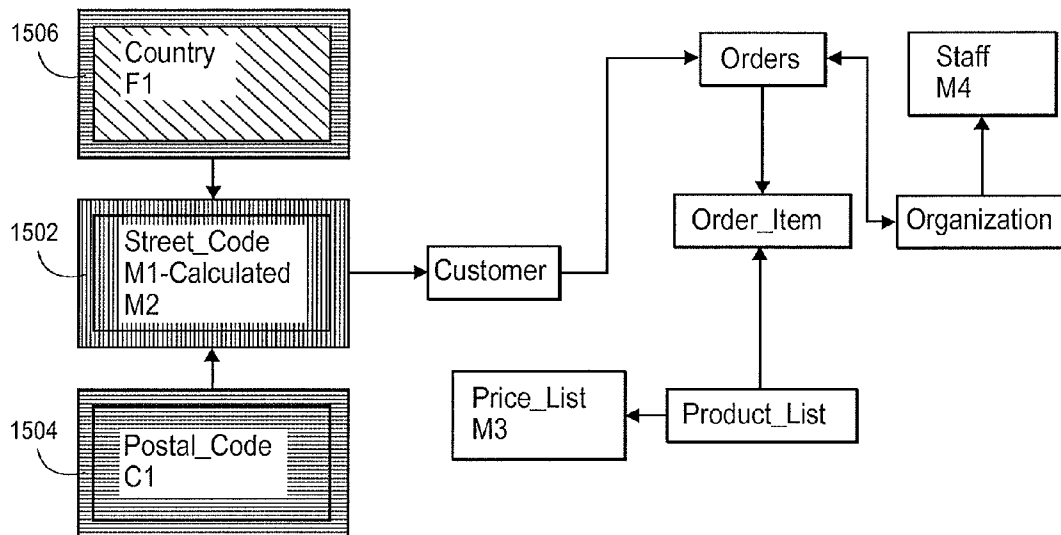 1506
Country
F1
1502
Street_Code
M1-Calculated
M2
1504
Postal_Code
C1
Customer
Orders
Order_Item
Staff
M4
Organization
Price_List
M3
Product_List